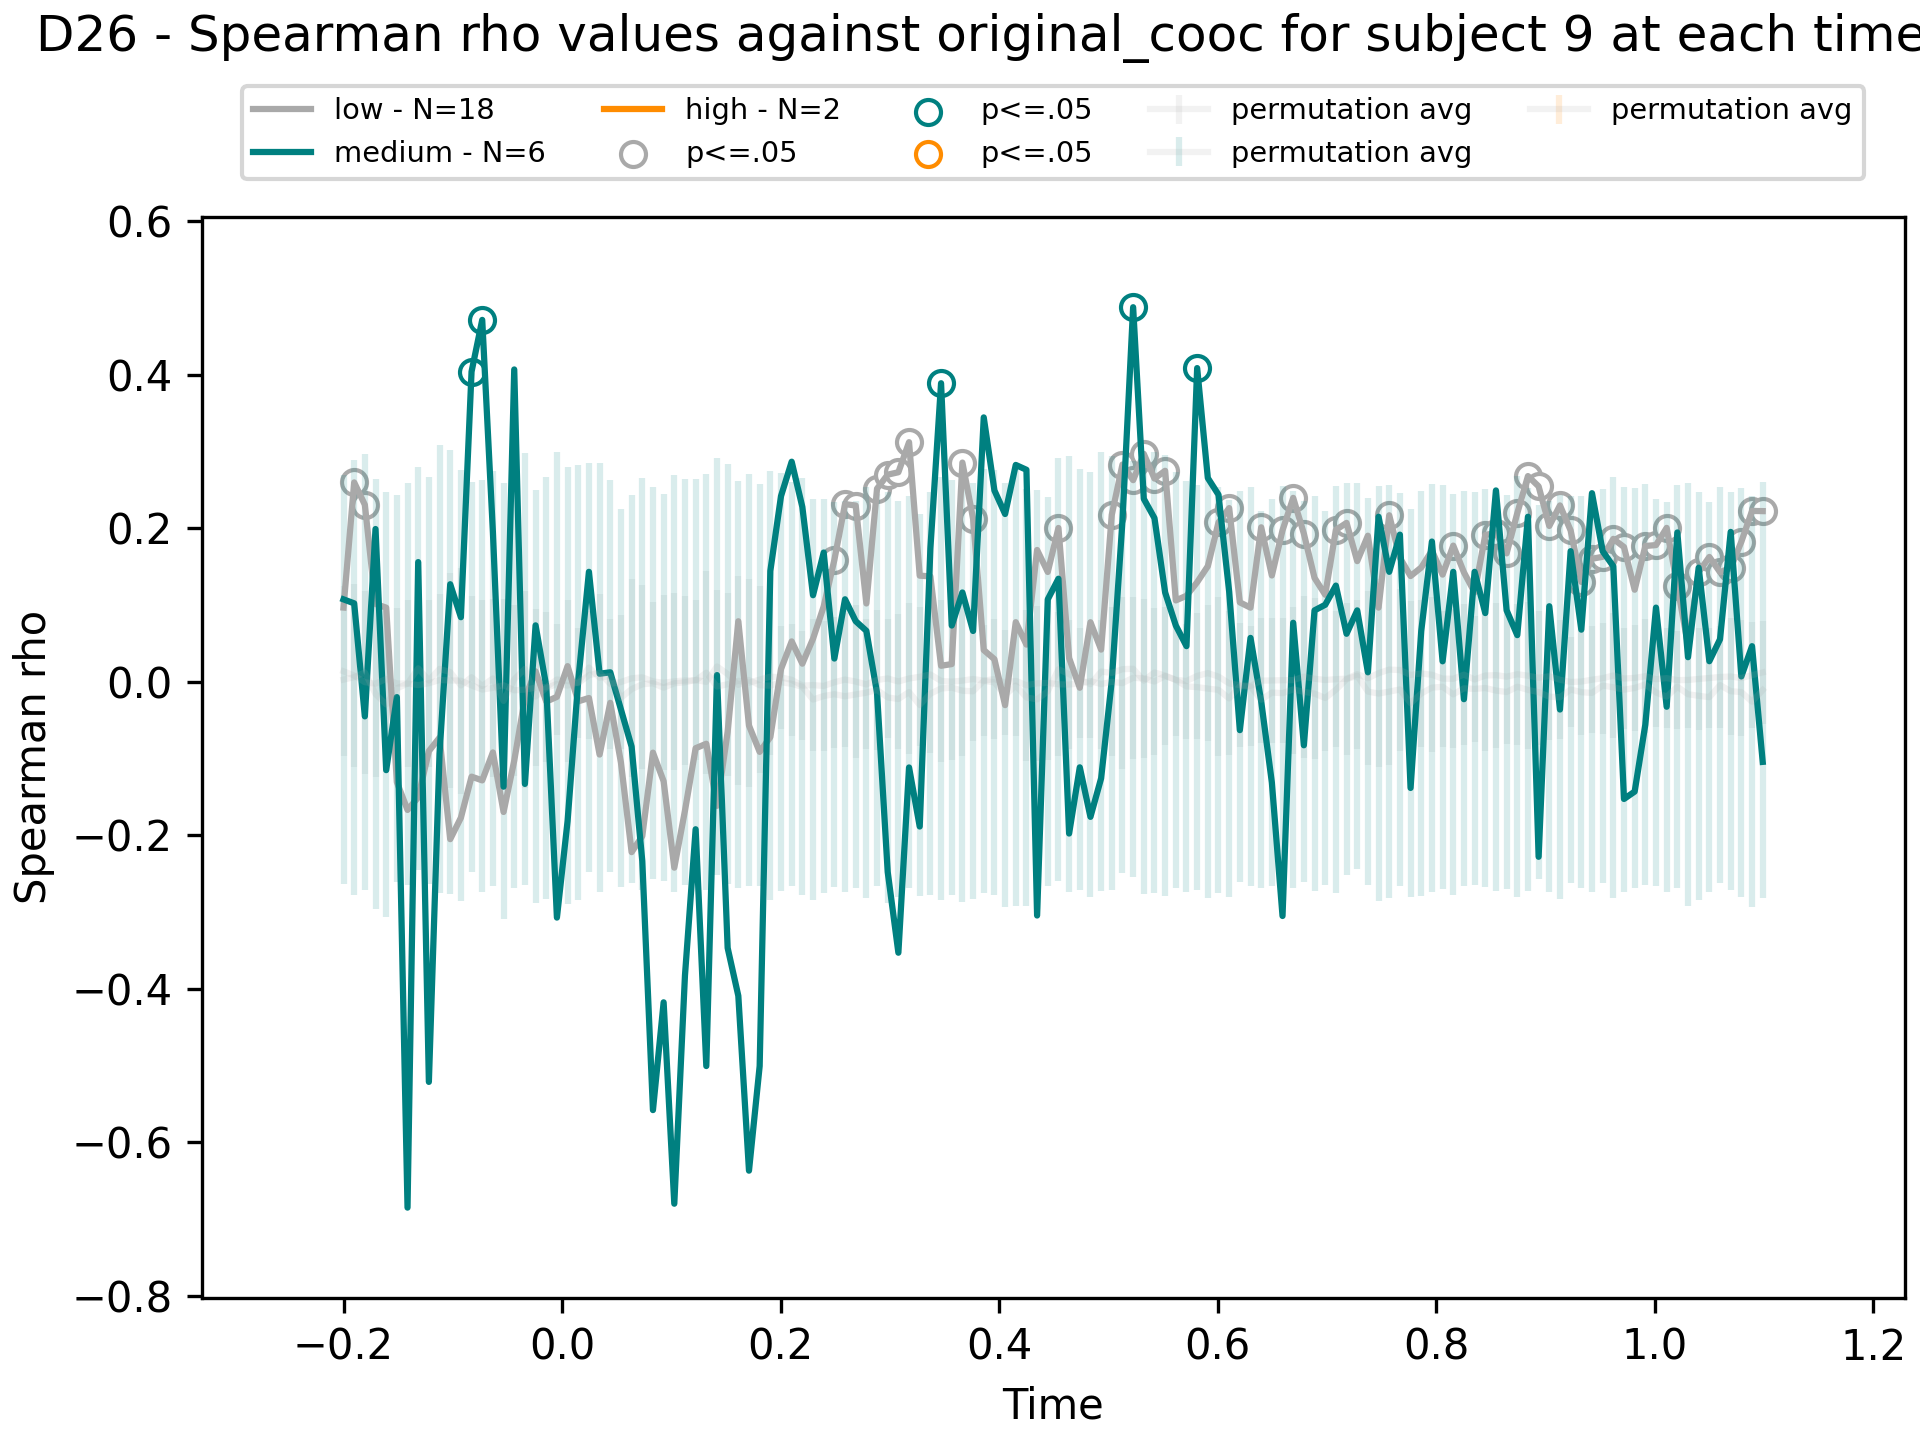 D26 - Spearman rho values against original_cooc for subject 9 at each time
low - N=18 high - N=2 p<=.05 permutation avg permutation avg
medium - N=6 p<=.05 p<=.05 permutation avg
0.6
0.4
0.2
0.0
−0.2
−0.4
−0.6
−0.8
Spearman rho
−0.2 0.0 0.2 0.4 0.6 0.8 1.0 1.2
Time